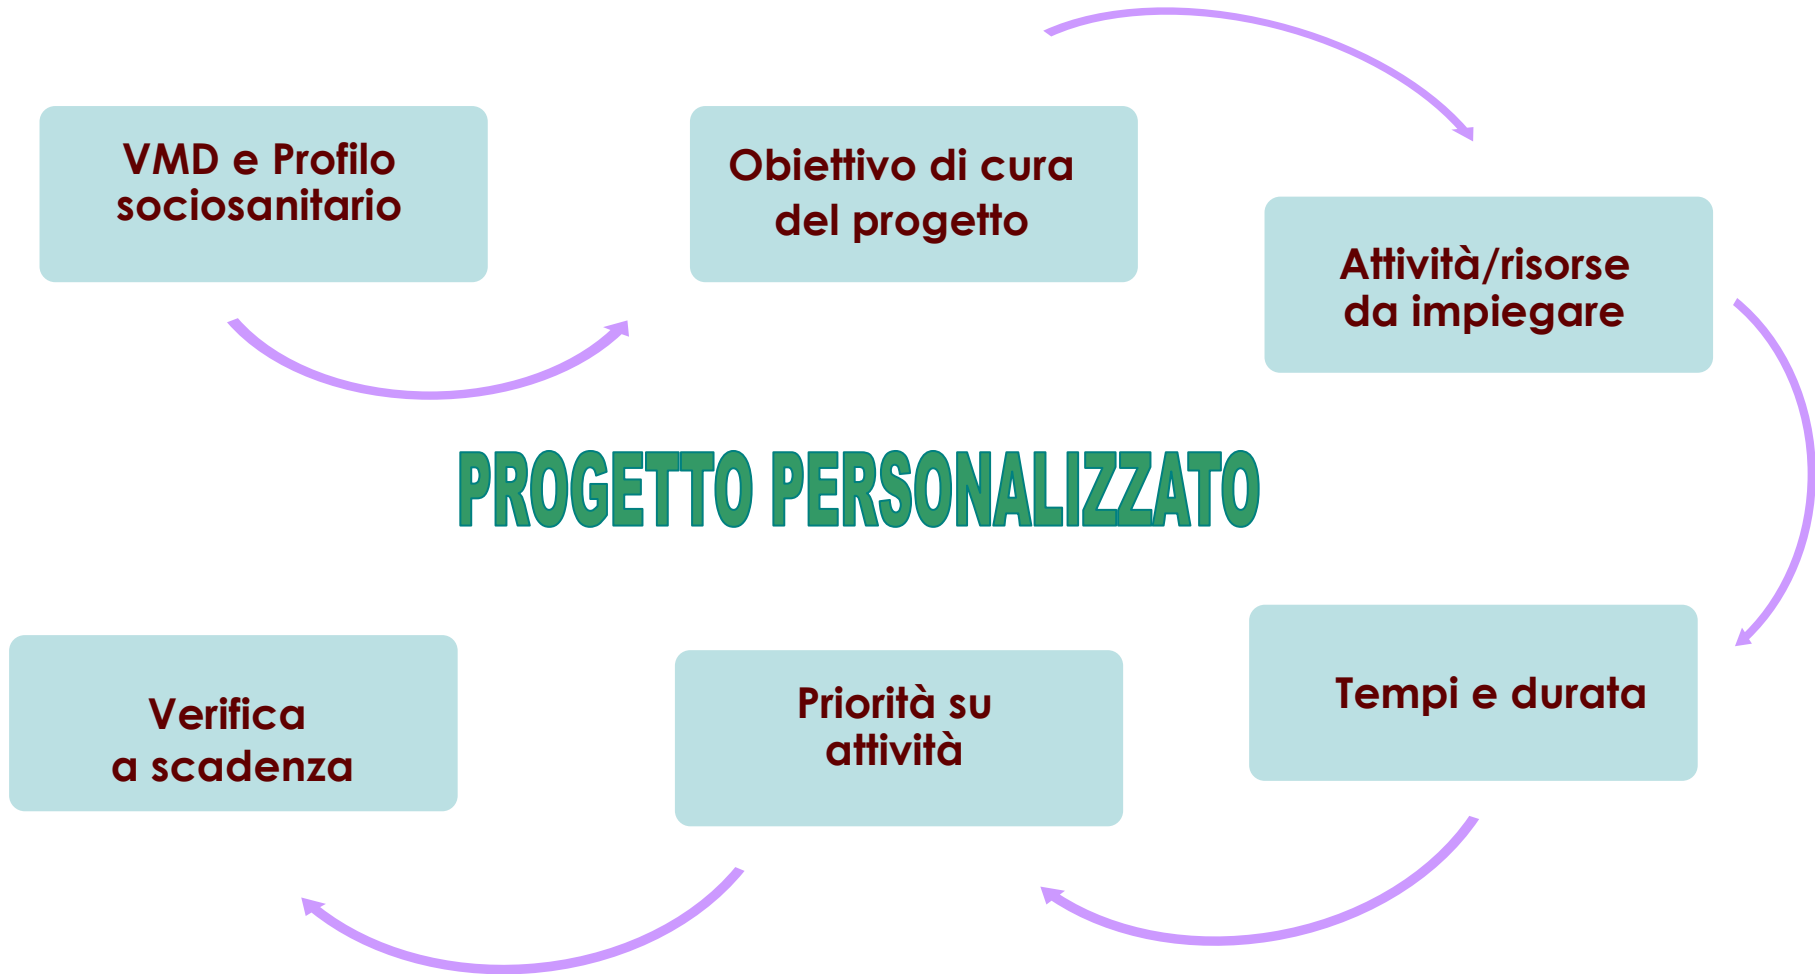 VMD e Profilo
sociosanitario
Obiettivo di cura
del progetto
Attività/risorse
da impiegare
PROGETTO PERSONALIZZATO
Tempi e durata
Priorità su
attività
Verifica
a scadenza